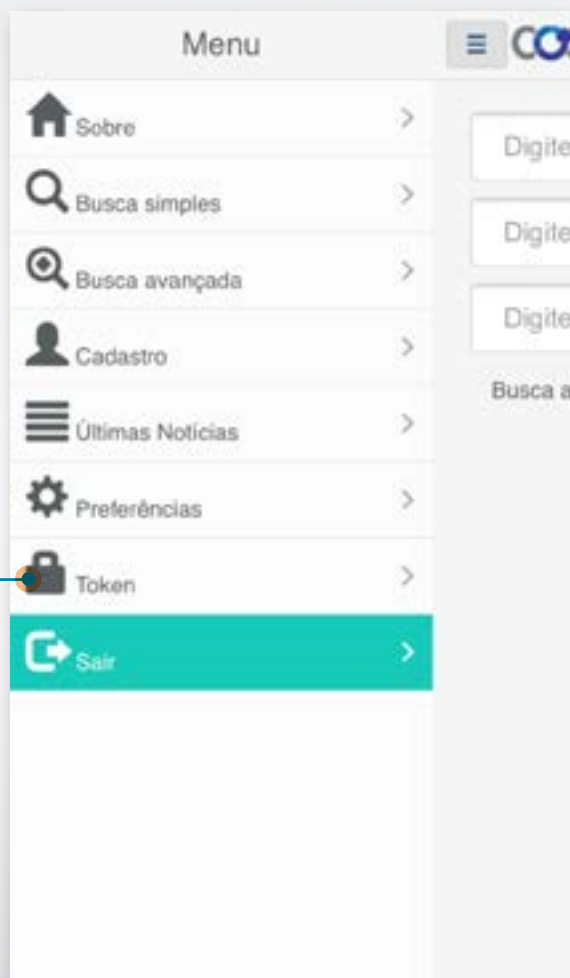 Menu
Sobre
Busca simples
Busca avançada
Cadastro
Últimas Notícias
Preferências
Token
Sair
Digite
Digite
Digite
Busca a